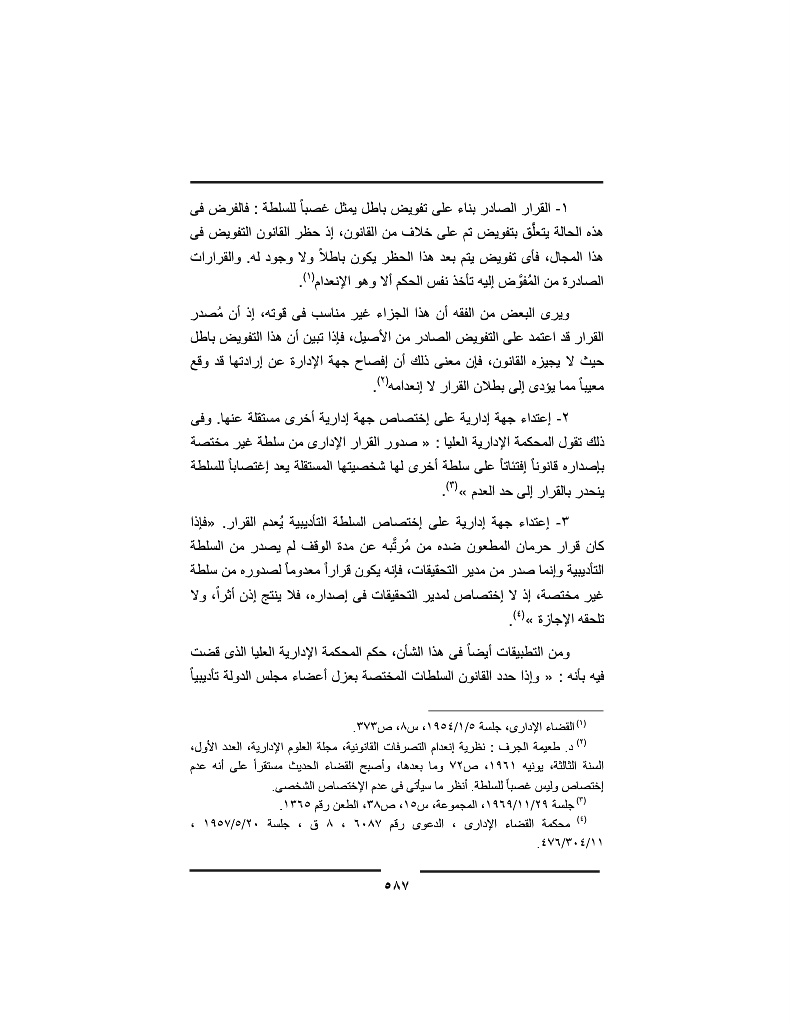 ١- القرار الصادر بناء على تفويض باطل يمثل غصباً للسلطة : فالفرض فى
هذه الحالة يتعلَّق بتفويض تم على خلاف من القانون، إذ حظر القانون التفويض فى
هذا المجال، فأى تفويض يتم بعد هذا الحظر يكون باطلاً ولا وجود له. والقرارات
الصادرة من المُفوَّض إليه تأخذ نفس الحكم ألا وهو الإنعدام(١).
ويرى البعض من الفقه أن هذا الجزاء غير مناسب فى قوته، إذ أن مُصدر
القرار قد اعتمد على التفويض الصادر من الأصيل، فإذا تبين أن هذا التفويض باطل
حيث لا يجيزه القانون، فإن معنى ذلك أن إفصاح جهة الإدارة عن إرادتها قد وقع
معيباً مما يؤدى إلى بطلان القرار لا إنعدامه(٢).
٢- إعتداء جهة إدارية على إختصاص جهة إدارية أخرى مستقلة عنها. وفى
ذلك تقول المحكمة الإدارية العليا : « صدور القرار الإدارى من سلطة غير مختصة
بإصداره قانوناً إفتئاتاً على سلطة أخرى لها شخصيتها المستقلة يعد إغتصاباً للسلطة
ينحدر بالقرار إلى حد العدم »(٣).
٣- إعتداء جهة إدارية على إختصاص السلطة التأديبية يُعدم القرار. «فإذا
كان قرار حرمان المطعون ضده من مُرتَّبه عن مدة الوقف لم يصدر من السلطة
التأديبية وإنما صدر من مدير التحقيقات، فإنه يكون قراراً معدوماً لصدوره من سلطة
غير مختصة، إذ لا إختصاص لمدير التحقيقات فى إصداره، فلا ينتج إذن أثراً، ولا
تلحقه الإجازة »(٤).
ومن التطبيقات أيضاً فى هذا الشأن، حكم المحكمة الإدارية العليا الذى قضت
فيه بأنه : « وإذا حدد القانون السلطات المختصة بعزل أعضاء مجلس الدولة تأديبياً
(١) القضاء الإدارى، جلسة ١٩٥٤/١/٥، س٨، ص٣٧٣.
(٢) د. طعيمة الجرف : نظرية إنعدام التصرفات القانونية، مجلة العلوم الإدارية، العدد الأول،
السنة الثالثة، يونيه ١٩٦١، ص٧٢ وما بعدها، وأصبح القضاء الحديث مستقراً على أنه عدم
إختصاص وليس غصباً للسلطة. أنظر ما سيأتى فى عدم الإختصاص الشخصى.
(٣) جلسة ١٩٦٩/١١/٢٩، المجموعة، س١٥، ص٣٨، الطعن رقم ١٣٦٥.
(٤) محكمة القضاء الإدارى ، الدعوى رقم ٦٠٨٧ ، ٨ ق ، جلسة ١٩٥٧/٥/٢٠ ،
٤٧٦/٣٠٤/١١.
٥٨٧